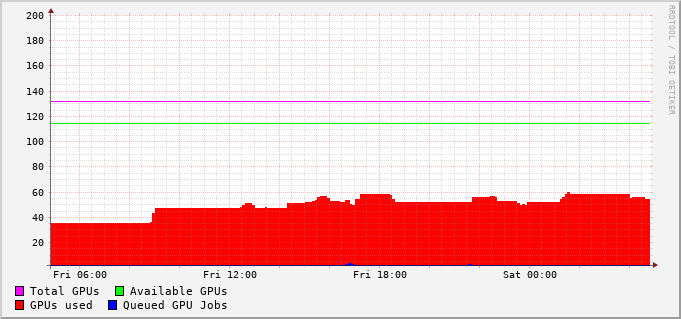 200
180
160
140
120
100
80
60
40
20
Fri 06:00 Fri 12:00 Fri 18:00 Sat 00:00
Total GPUs Available GPUs
GPUs used Queued GPU Jobs
RRDTOOL / TOBI OETIKER